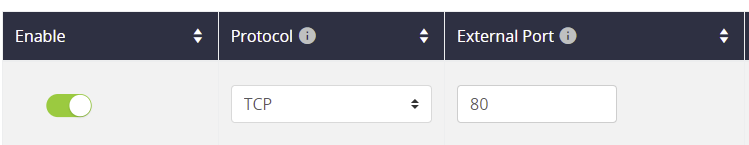 Enable Protocol External Port
TCP 80